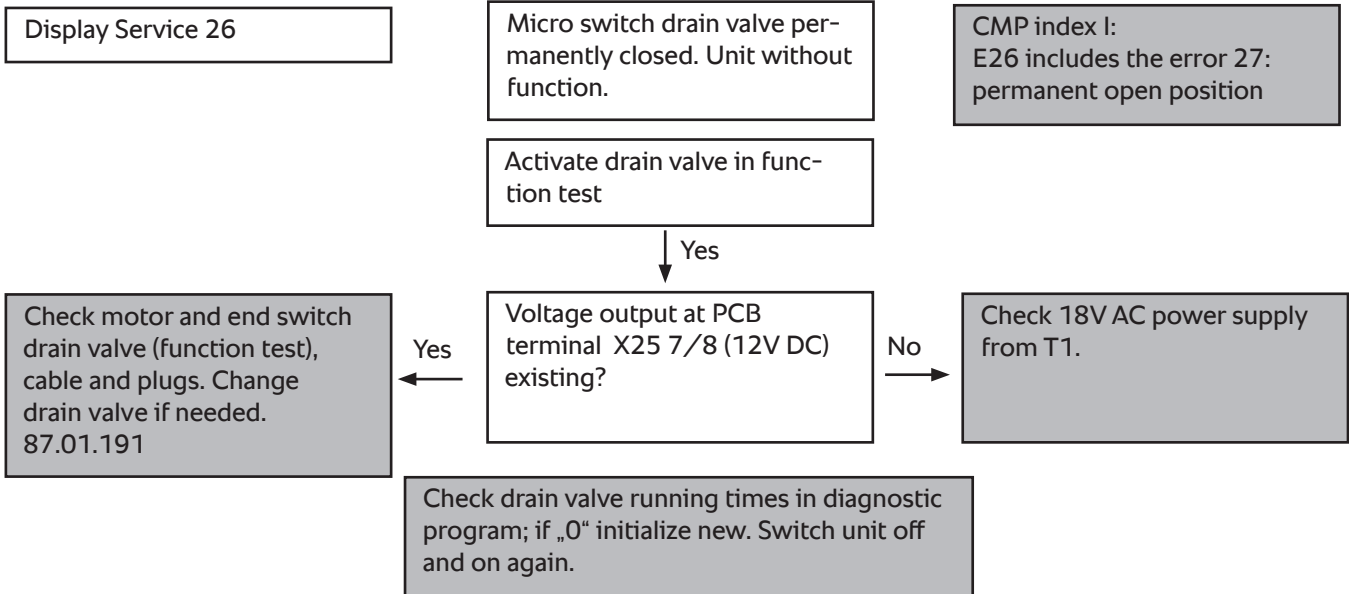 Display Service 26
Micro switch drain valve per-
manently closed. Unit without
function.
CMP index I:
E26 includes the error 27:
permanent open position
Activate drain valve in func-
tion test
Yes
Check motor and end switch
drain valve (function test),
cable and plugs. Change
drain valve if needed.
87.01.191
Yes
Voltage output at PCB
terminal X25 7/8 (12V DC)
existing?
No
Check 18V AC power supply
from T1.
Check drain valve running times in diagnostic
program; if „0“ initialize new. Switch unit off
and on again.